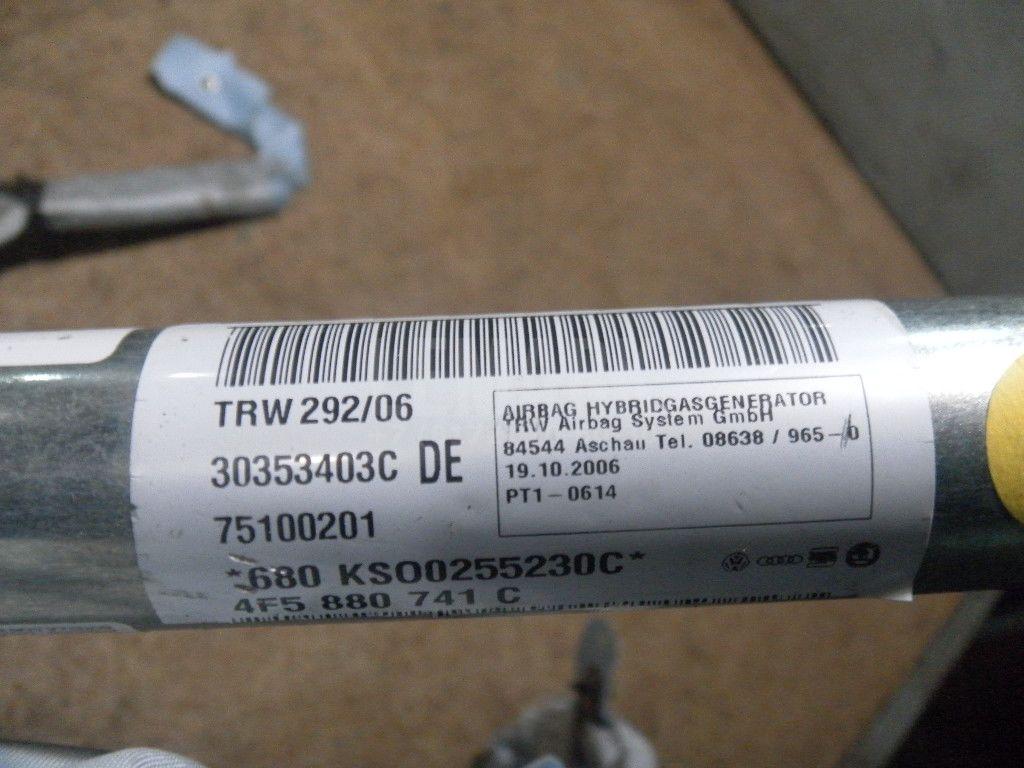 TRW 292/06
30353403C DE
75100201
*680 KS00255230C*
4F5 880 741 C
AIRBAG HYBRIDGASGENERATOR
TRW Airbag System GmbH
84544 Aschau Tel. 08638 / 965-0
19.10.2006
PT1-0614